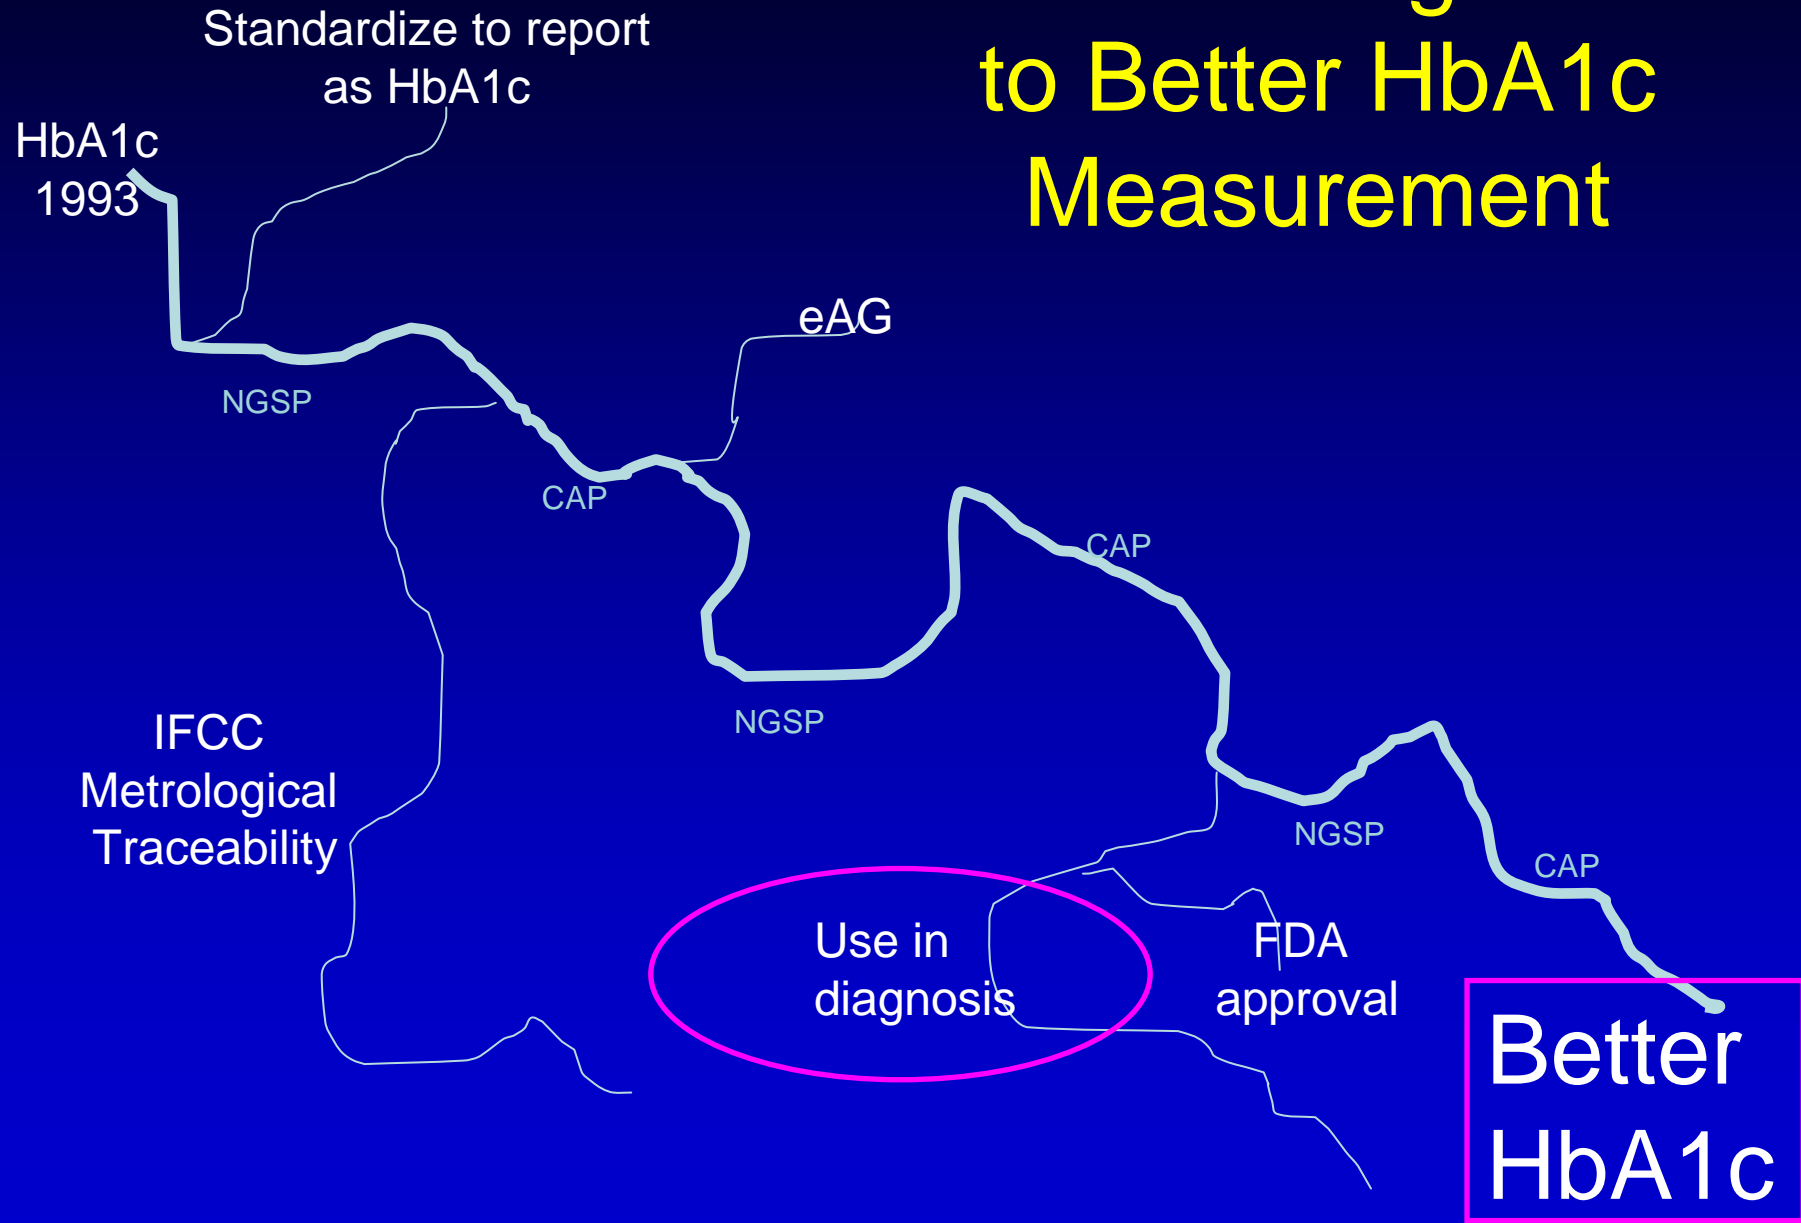 to Better HbA1c
Measurement
Standardize to report
as HbA1c
HbA1c
1993
eAG
NGSP
CAP
CAP
NGSP
IFCC
Metrological
Traceability
NGSP
CAP
Use in
diagnosis
FDA
approval
Better
HbA1c